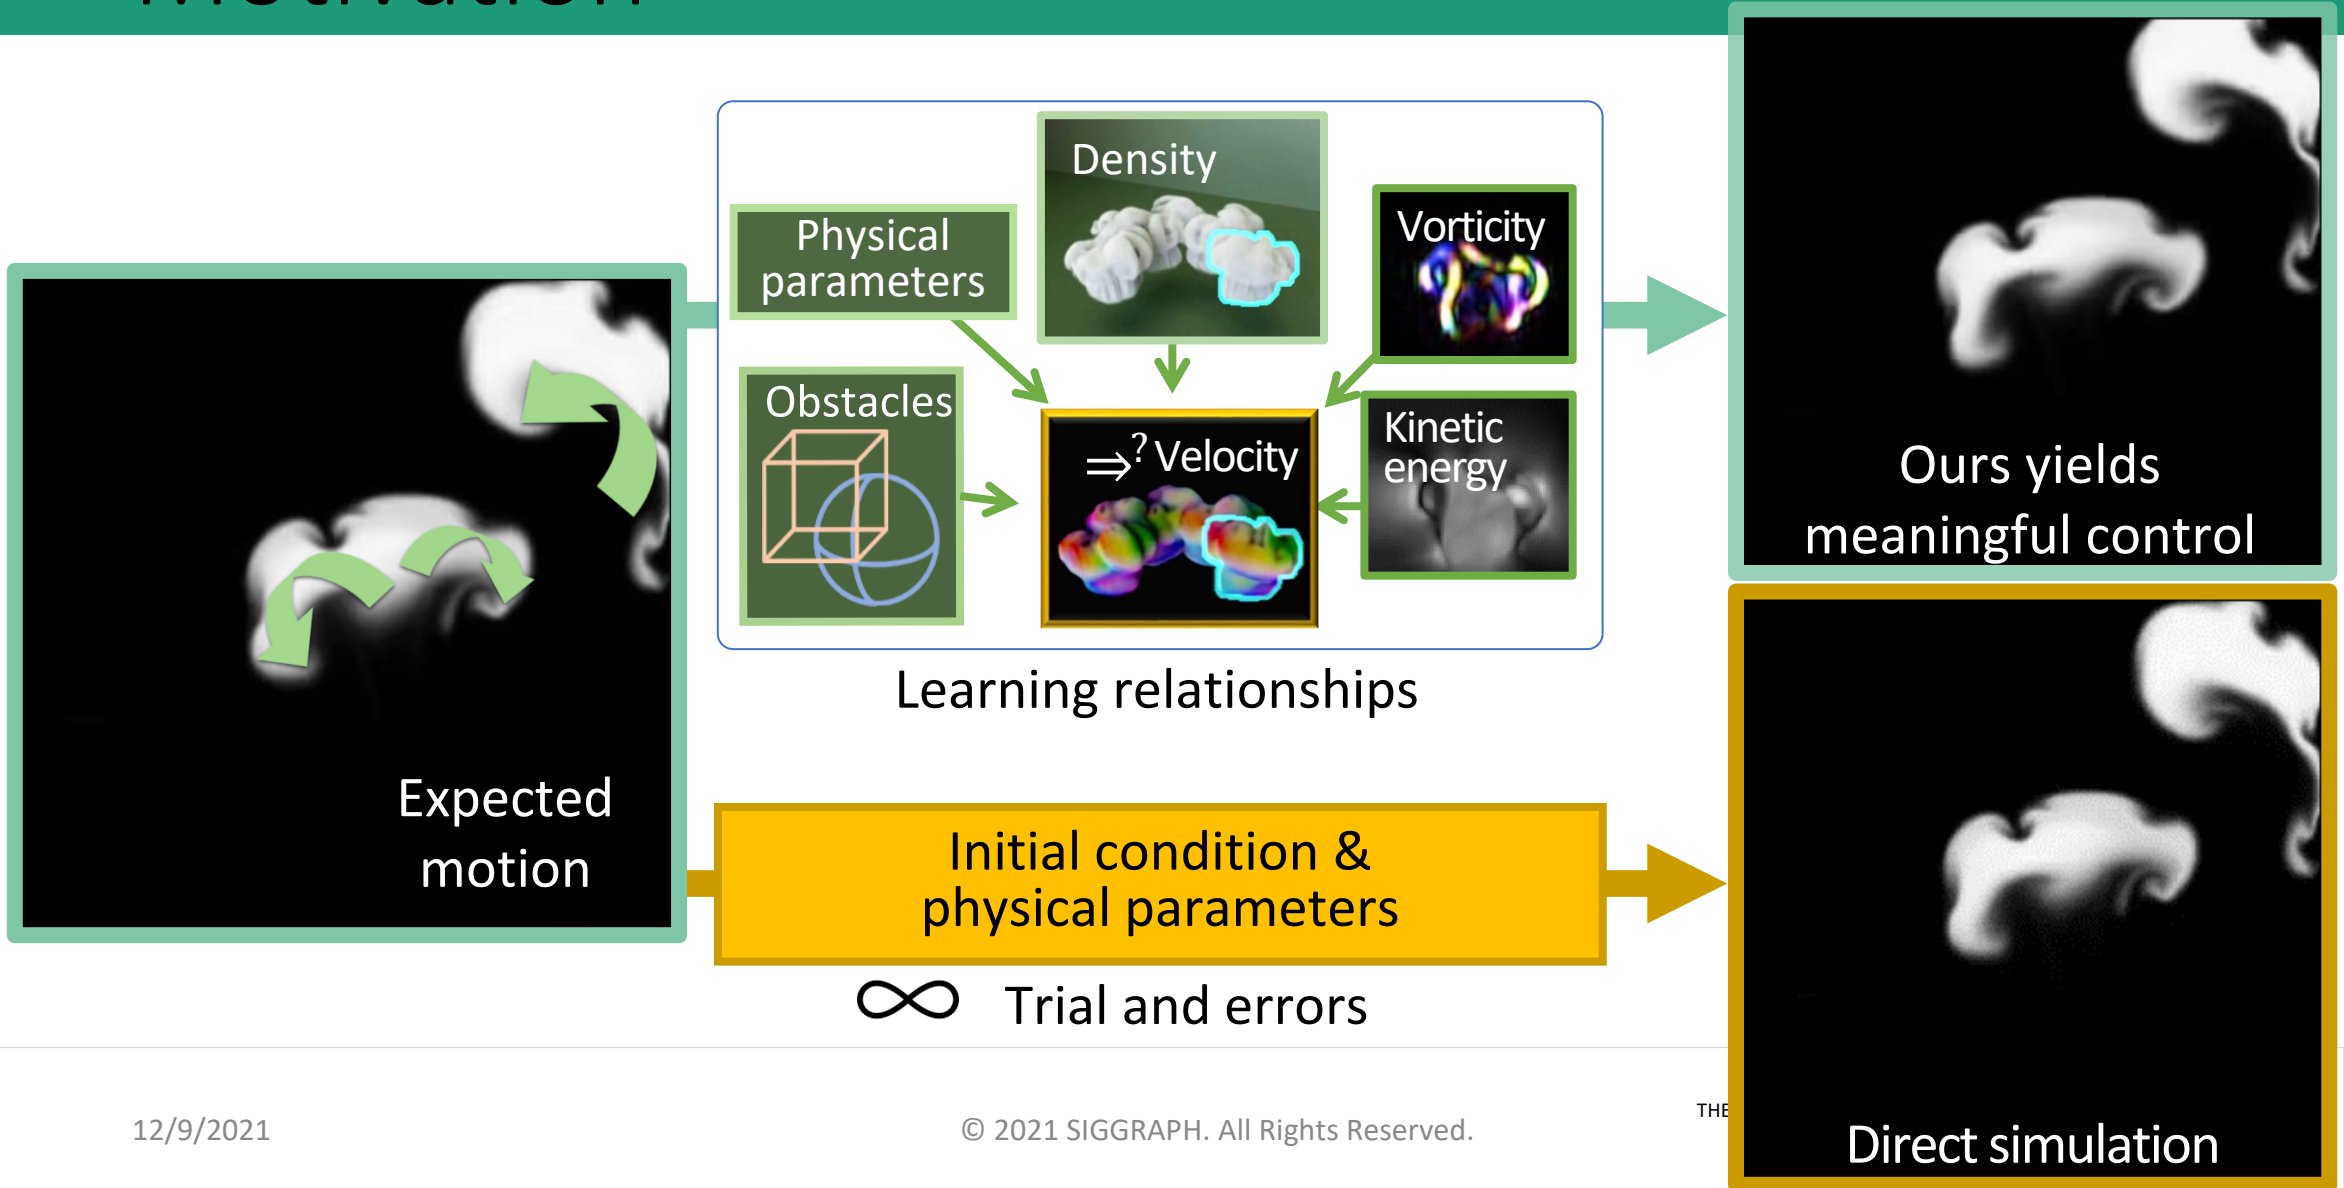 Motivation
Density
Physical
parameters
Vorticity
Obstacles
Kinetic
energy
⇒? Velocity
Learning relationships
Expected
motion
Ours yields
meaningful control
Initial condition &
physical parameters
∞ Trial and errors
Direct simulation
12/9/2021
© 2021 SIGGRAPH. All Rights Reserved.
THE